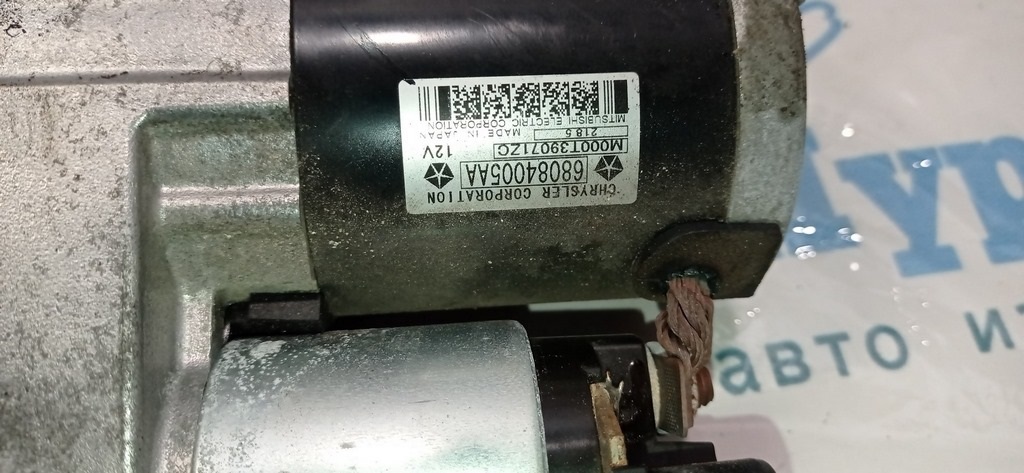 CHRYSLER CORPORATION
68084005AA
M000T39071ZC 12V
2185 MADE IN JAPAN
MITSUBISHI ELECTRIC CORPORATION
авто